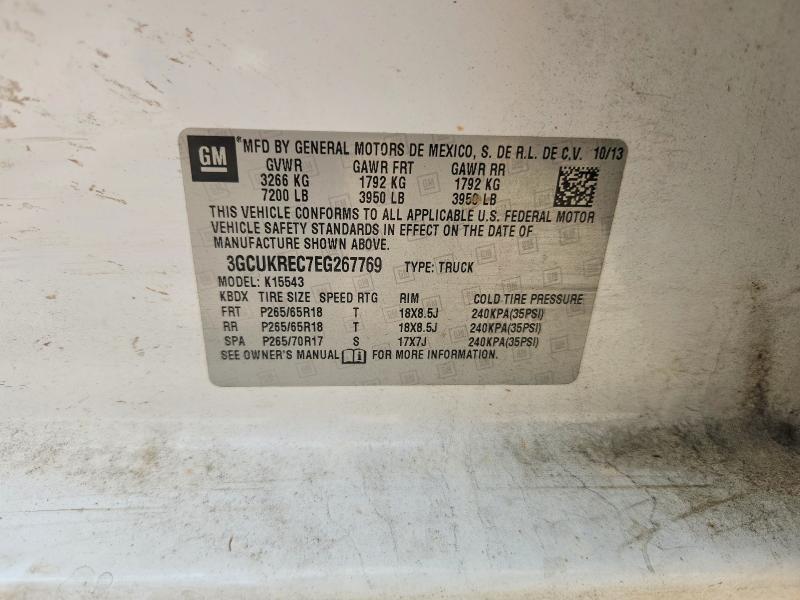 GM *MFD BY GENERAL MOTORS DE MEXICO, S. DE R.L. DE C.V. 10/13
GVWR GAWR FRT GAWR RR
3266 KG 1792 KG 1792 KG
7200 LB 3950 LB 3950 LB
THIS VEHICLE CONFORMS TO ALL APPLICABLE U.S. FEDERAL MOTOR
VEHICLE SAFETY STANDARDS IN EFFECT ON THE DATE OF
MANUFACTURE SHOWN ABOVE.
3GCUKREC7EG267769 TYPE: TRUCK
MODEL: K15543
KBDX TIRE SIZE SPEED RTG RIM COLD TIRE PRESSURE
FRT P265/65R18 T 18X8.5J 240KPA(35PSI)
RR P265/65R18 T 18X8.5J 240KPA(35PSI)
SPA P265/70R17 S 17X7J 240KPA(35PSI)
SEE OWNER'S MANUAL FOR MORE INFORMATION.